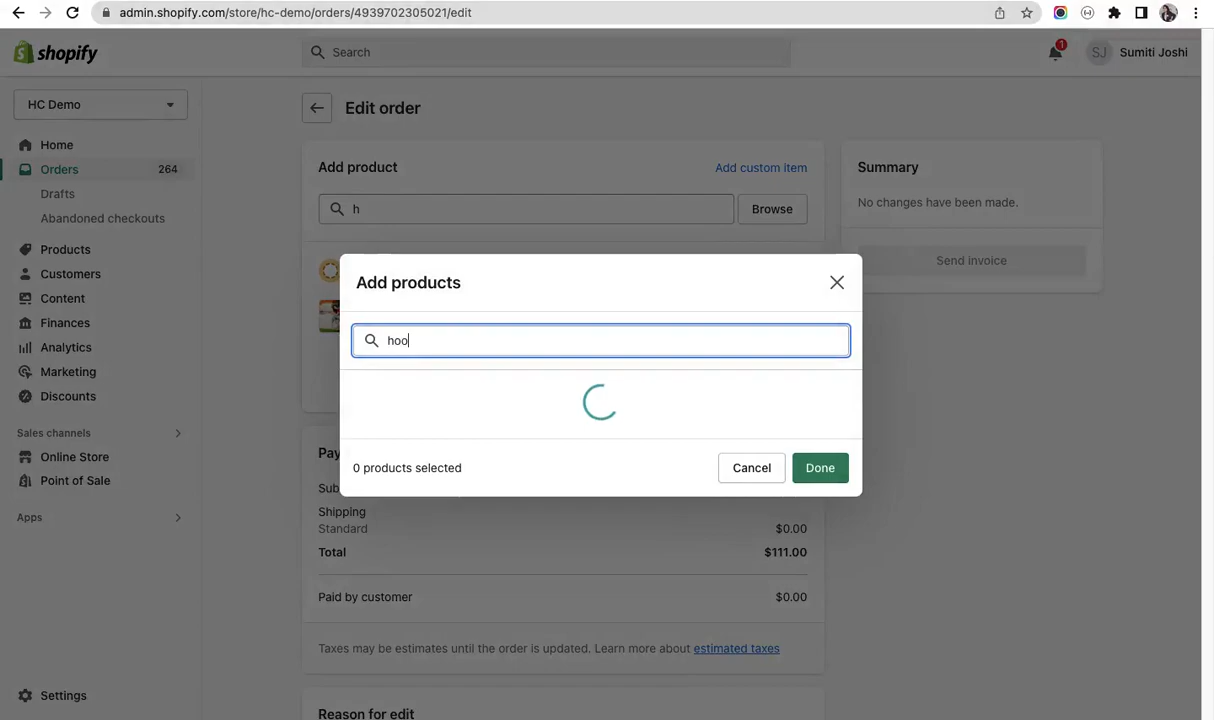 admin.shopify.com/store/hc-demo/orders/4939702305021/edit
shopify
Search
1
SJ
Sumiti Joshi
HC Demo
Home
Orders 264
Drafts
Abandoned checkouts
Products
Customers
Content
Finances
Analytics
Marketing
Discounts
Sales channels
Online Store
Point of Sale
Apps
Settings
Edit order
Add product
Add custom item
h
Browse
Summary
No changes have been made.
Send invoice
Add products
hoo
0 products selected
Cancel
Done
Pay
Sub
Shipping
Standard $0.00
Total $111.00
Paid by customer $0.00
Taxes may be estimates until the order is updated. Learn more about estimated taxes
Reason for edit